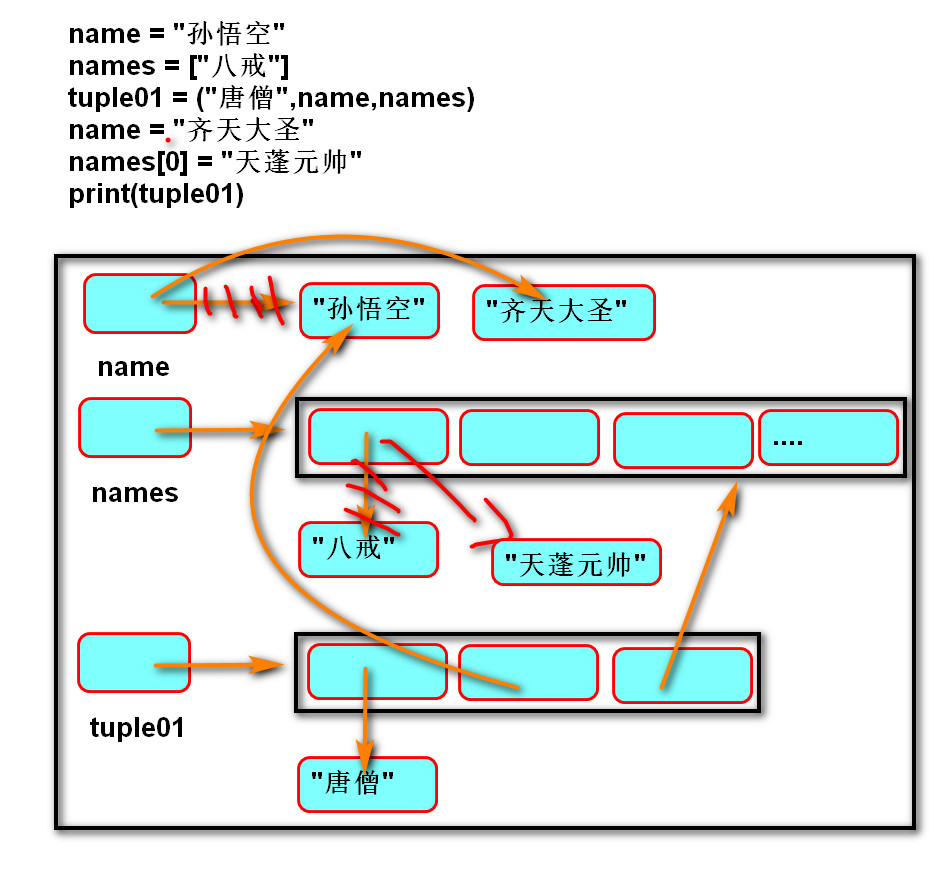 name = "孙悟空"
names = ["八戒"]
tuple01 = ("唐僧",name,names)
name = "齐天大圣"
names[0] = "天蓬元帅"
print(tuple01)
"孙悟空" "齐天大圣"
name
....
names
"八戒" "天蓬元帅"
tuple01
"唐僧"